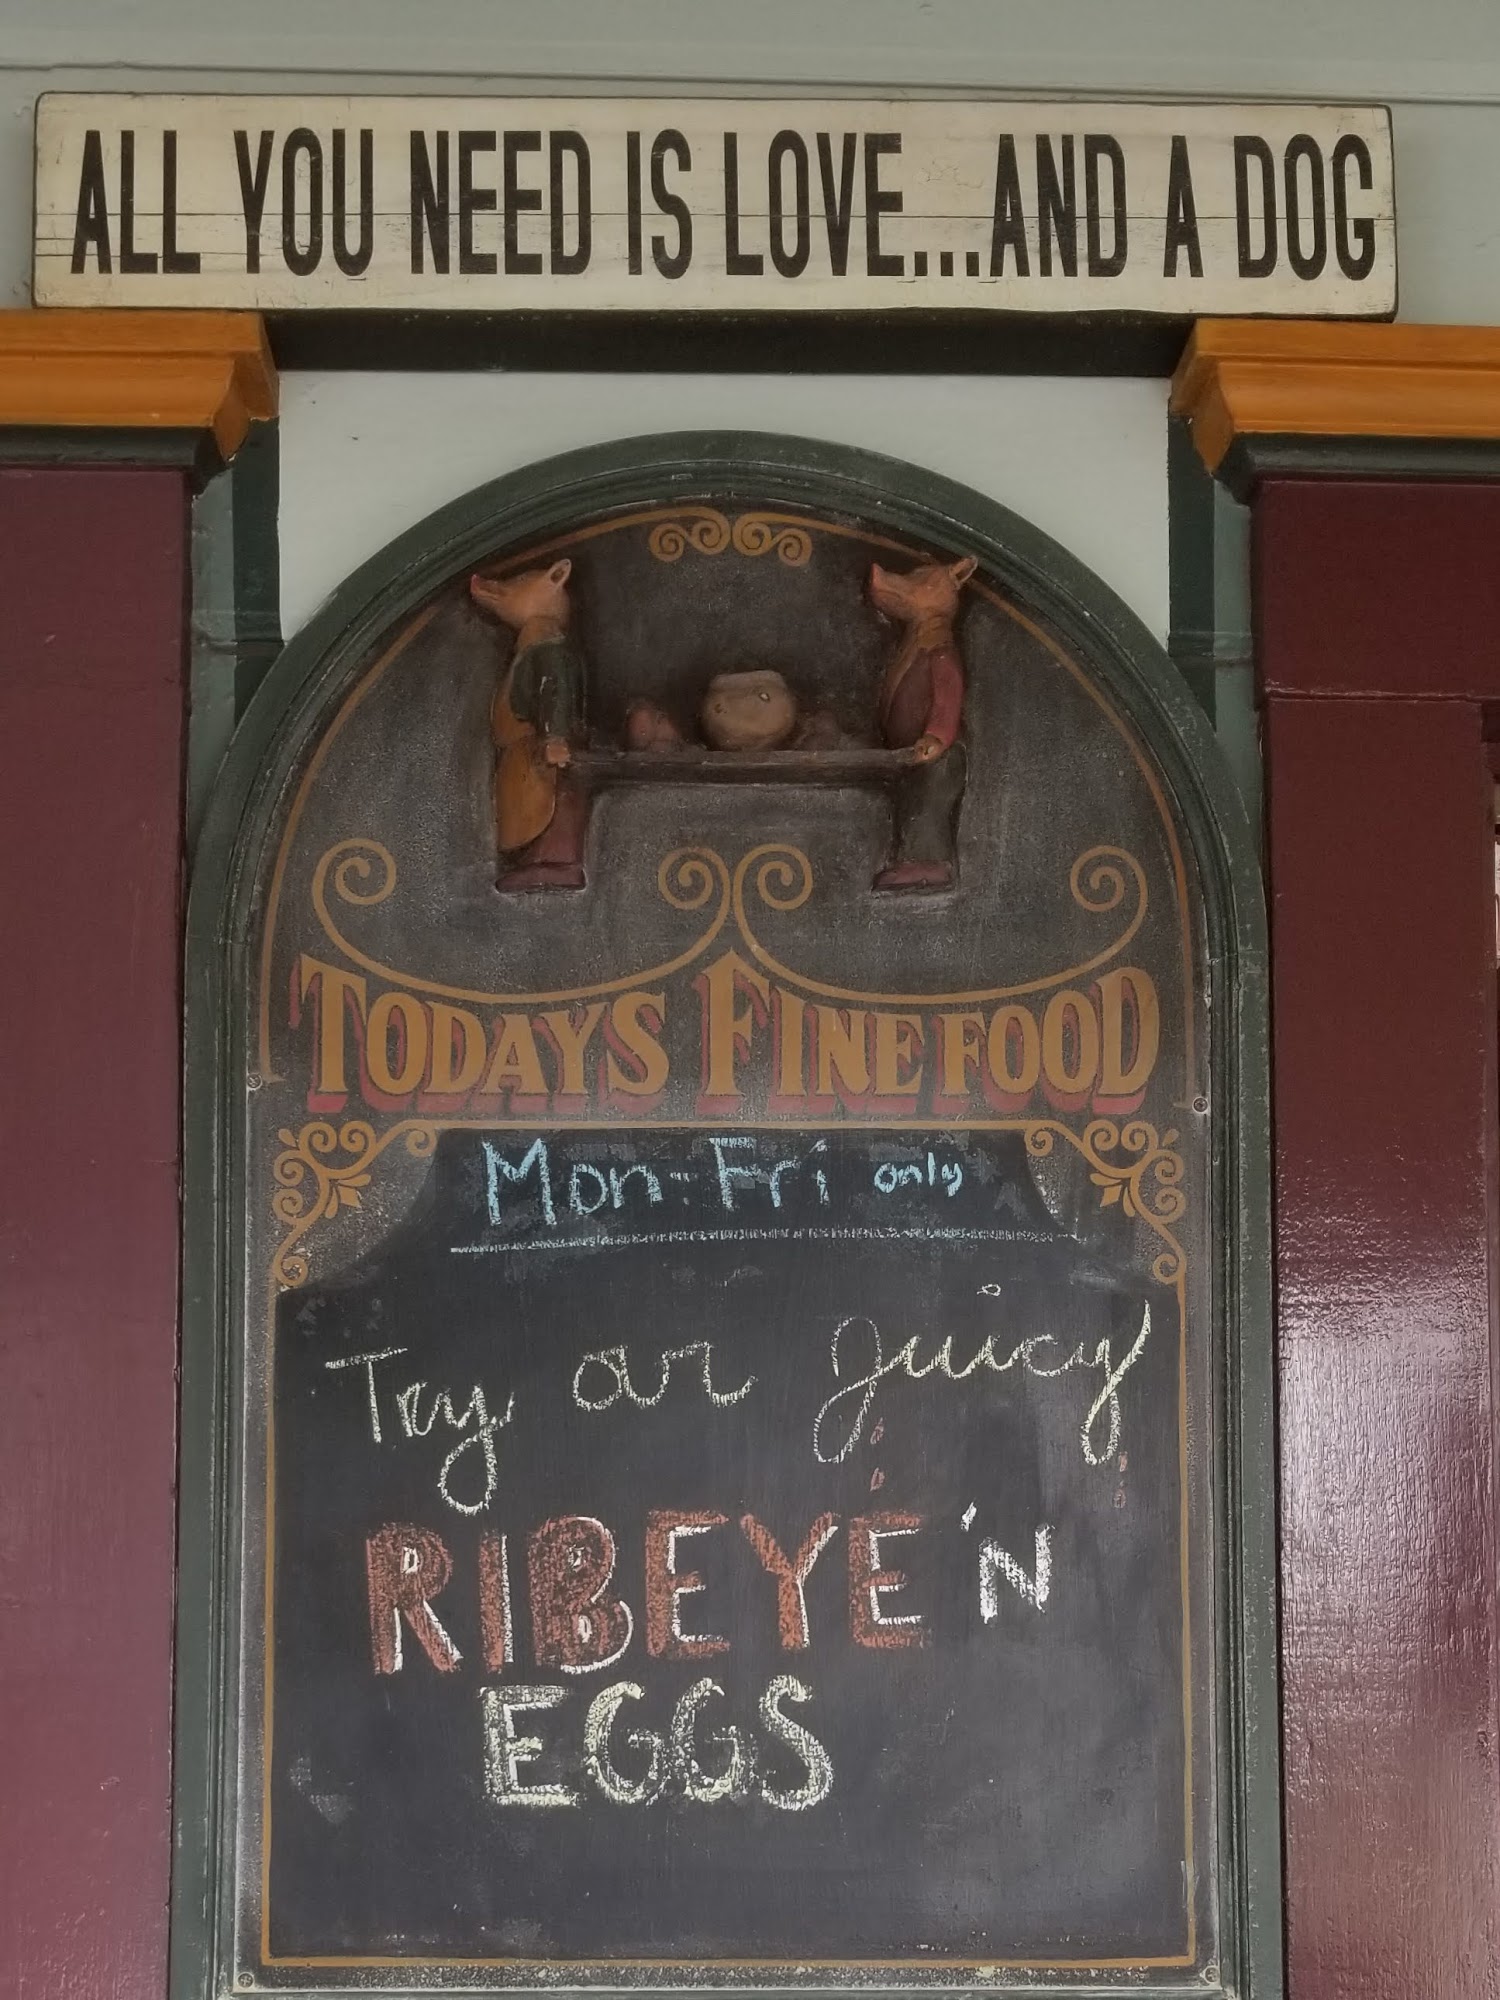 ALL YOU NEED IS LOVE...AND A DOG
TODAYS FINE FOOD
Mon-Fri only
Try our juicy
RIBEYE 'N
EGGS